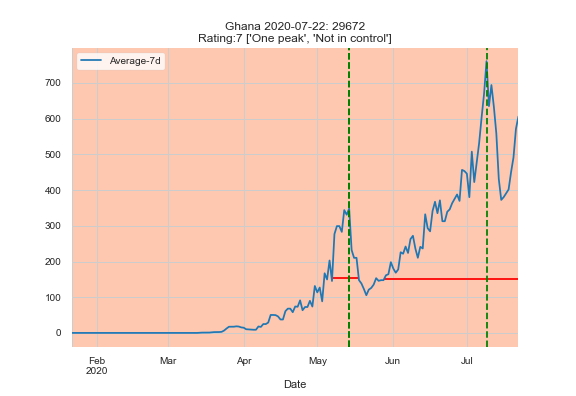 Ghana 2020-07-22: 29672
Rating:7 ['One peak', 'Not in control']
Average-7d
700
600
500
400
300
200
100
0
Feb
2020
Mar
Apr
May
Jun
Jul
Date